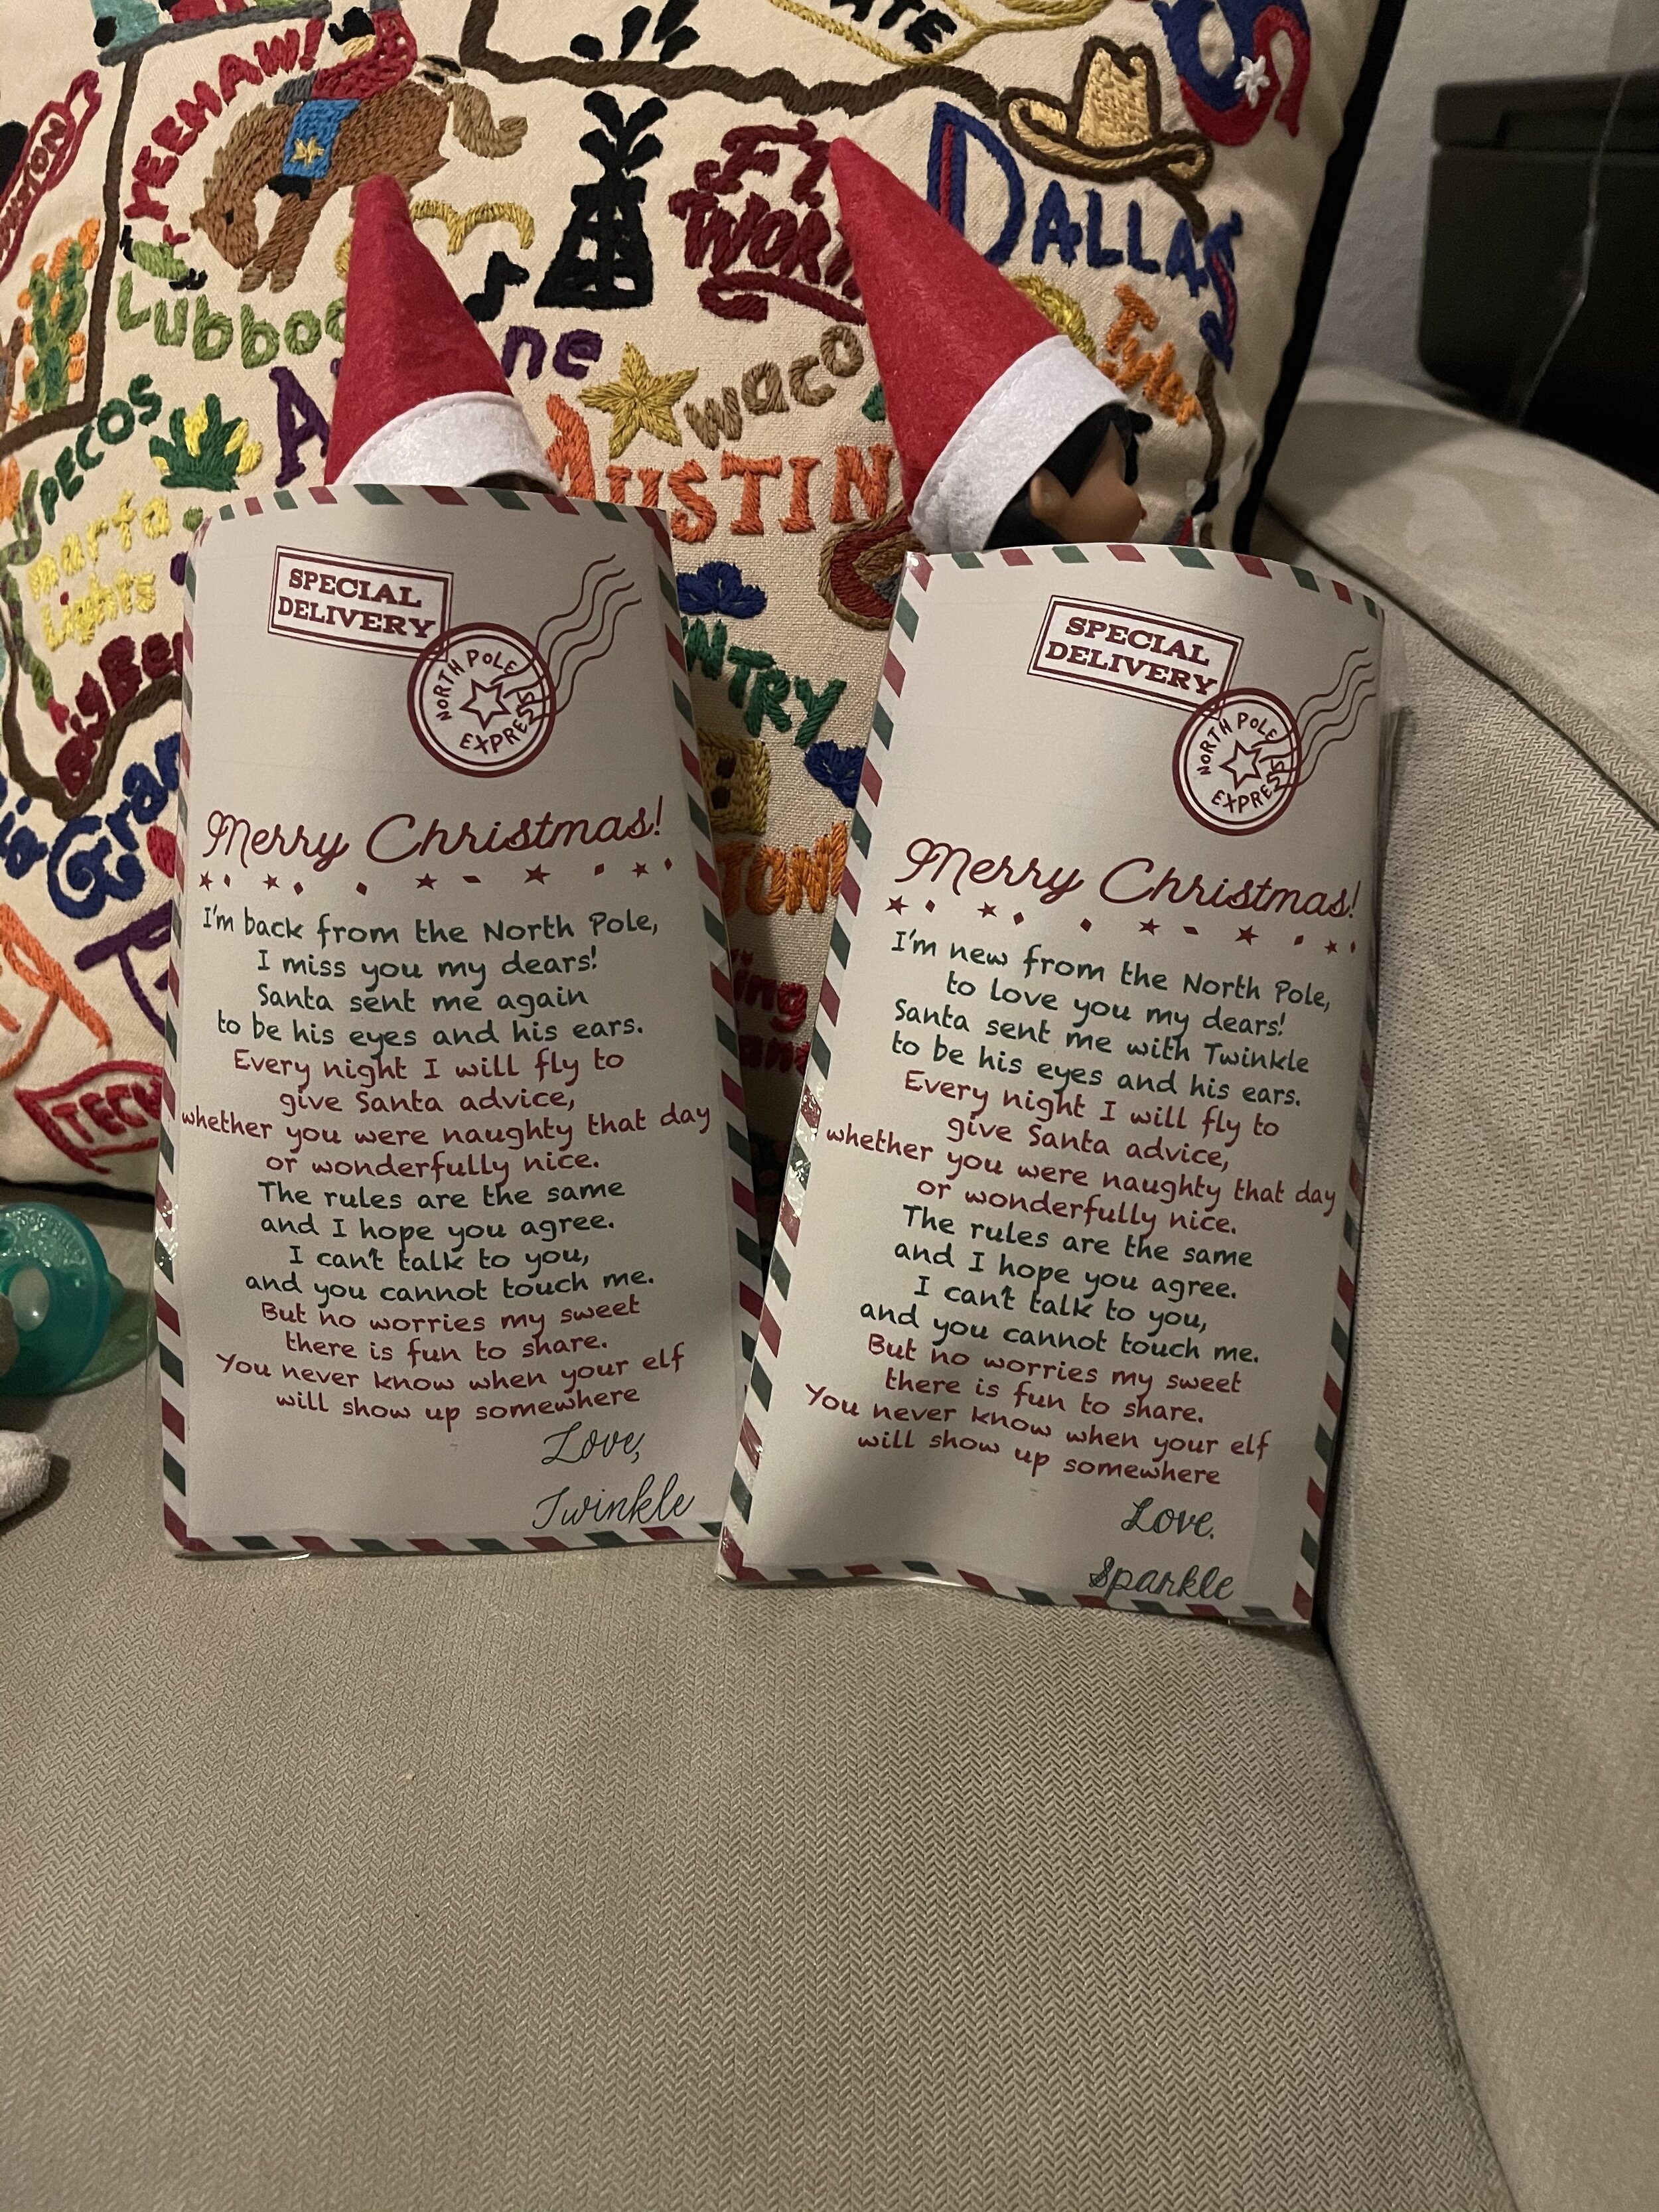 YEEHAW!
FT
DALLAS
waco
PECOS
AUSTIN
marfa
Lights
TECH
SPECIAL
DELIVERY
NORTH POLE
EXPRESS
Merry Christmas!
I'm back from the North Pole,
I miss you my dears!
Santa sent me again
to be his eyes and his ears.
Every night I will fly to
give Santa advice,
whether you were naughty that day
or wonderfully nice.
The rules are the same
and I hope you agree.
I can't talk to you,
and you cannot touch me.
But no worries my sweet
there is fun to share.
You never know when your elf
will show up somewhere
Love,
Twinkle
SPECIAL
DELIVERY
NORTH POLE
EXPRESS
Merry Christmas!
I'm new from the North Pole,
to love you my dears!
Santa sent me with Twinkle
to be his eyes and his ears.
Every night I will fly to
give Santa advice,
whether you were naughty that day
or wonderfully nice.
The rules are the same
and I hope you agree.
I can't talk to you,
and you cannot touch me.
But no worries my sweet
there is fun to share.
You never know when your elf
will show up somewhere
Love,
Sparkle